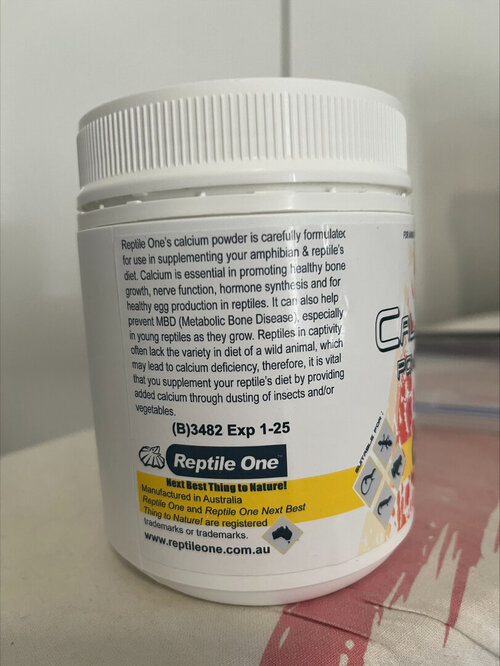 Reptile One's calcium powder is carefully formulated
for use in supplementing your amphibian & reptile's
diet. Calcium is essential in promoting healthy bone
growth, nerve function, hormone synthesis and for
healthy egg production in reptiles. It can also help
prevent MBD (Metabolic Bone Disease), especially
in young reptiles as they grow. Reptiles in captivity
often lack the variety in diet of a wild animal, which
may lead to calcium deficiency, therefore, it is vital
that you supplement your reptile's diet by providing
added calcium through dusting of insects and/or
vegetables.
(B)3482 Exp 1-25
Reptile One™
Next Best Thing to Nature!
Manufactured in Australia
Reptile One and Reptile One Next Best
Thing to Nature! are registered
trademarks or trademarks.
www.reptileone.com.au
SUITABLE FOR: